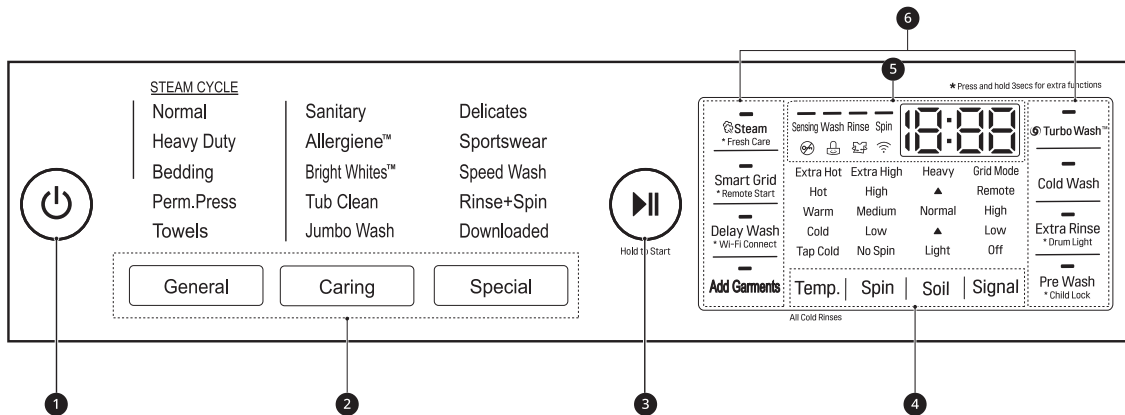 6
5
* Press and hold 3secs for extra functions
STEAM CYCLE
Normal
Heavy Duty
Bedding
Perm.Press
Towels
Sanitary
Allergiene™
Bright Whites™
Tub Clean
Jumbo Wash
Delicates
Sportswear
Speed Wash
Rinse+Spin
Downloaded
General
Caring
Special
Hold to Start
Steam
* Fresh Care
Smart Grid
* Remote Start
Delay Wash
* Wi-Fi Connect
Add Garments
Sensing Wash Rinse Spin
18:88
Extra Hot Extra High Heavy Grid Mode
Hot High ▲ Remote
Warm Medium Normal High
Cold Low ▲ Low
Tap Cold No Spin Light Off
Temp. Spin Soil Signal
All Cold Rinses
Turbo Wash™
Cold Wash
Extra Rinse
* Drum Light
Pre Wash
* Child Lock
1
2
3
4